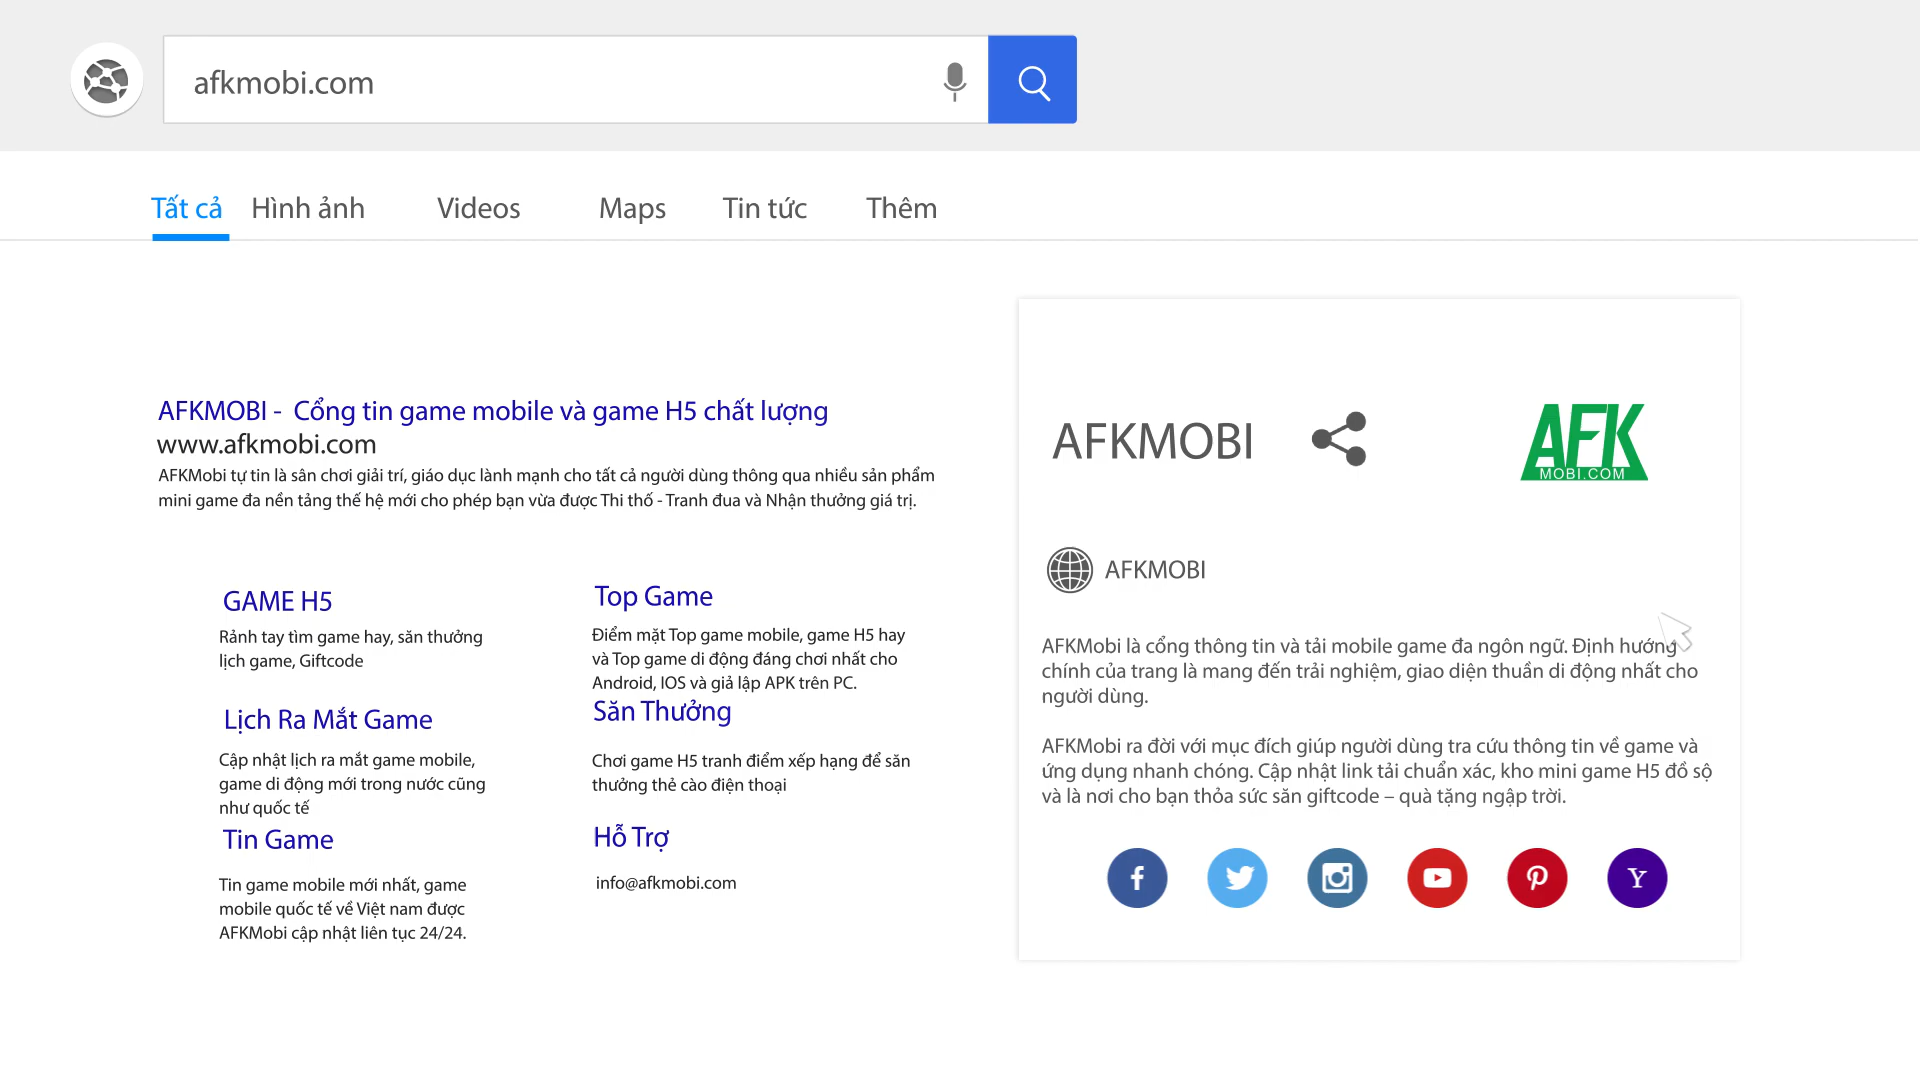 afkmobi.com
Tất cả Hình ảnh Videos Maps Tin tức Thêm
AFKMOBI - Cổng tin game mobile và game H5 chất lượng
www.afkmobi.com
AFKMobi tự tin là sân chơi giải trí, giáo dục lành mạnh cho tất cả người dùng thông qua nhiều sản phẩm
mini game đa nền tảng thế hệ mới cho phép bạn vừa được Thi thố - Tranh đua và Nhận thưởng giá trị.
GAME H5
Rảnh tay tìm game hay, săn thưởng
lịch game, Giftcode
Lịch Ra Mắt Game
Cập nhật lịch ra mắt game mobile,
game di động mới trong nước cũng
như quốc tế
Tin Game
Tin game mobile mới nhất, game
mobile quốc tế về Việt nam được
AFKMobi cập nhật liên tục 24/24.
Top Game
Điểm mặt Top game mobile, game H5 hay
và Top game di động đáng chơi nhất cho
Android, IOS và giả lập APK trên PC.
Săn Thưởng
Chơi game H5 tranh điểm xếp hạng để săn
thưởng thẻ cào điện thoại
Hỗ Trợ
info@afkmobi.com
AFKMOBI
AFK
MOBI.COM
AFKMOBI
AFKMobi là cổng thông tin và tải mobile game đa ngôn ngữ. Định hướng
chính của trang là mang đến trải nghiệm, giao diện thuần di động nhất cho
người dùng.
AFKMobi ra đời với mục đích giúp người dùng tra cứu thông tin về game và
ứng dụng nhanh chóng. Cập nhật link tải chuẩn xác, kho mini game H5 đồ sộ
và là nơi cho bạn thỏa sức săn giftcode – quà tặng ngập trời.